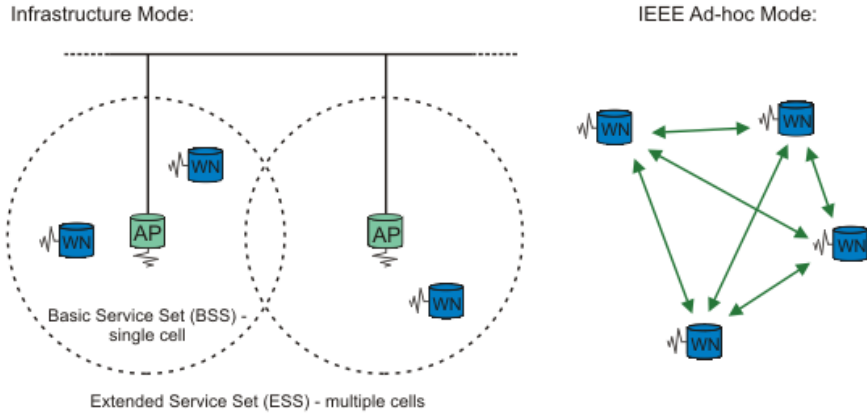 Infrastructure Mode:
IEEE Ad-hoc Mode:
WN
WN
WN
WN
AP
AP
WN
WN
Basic Service Set (BSS) -
single cell
WN
Extended Service Set (ESS) - multiple cells